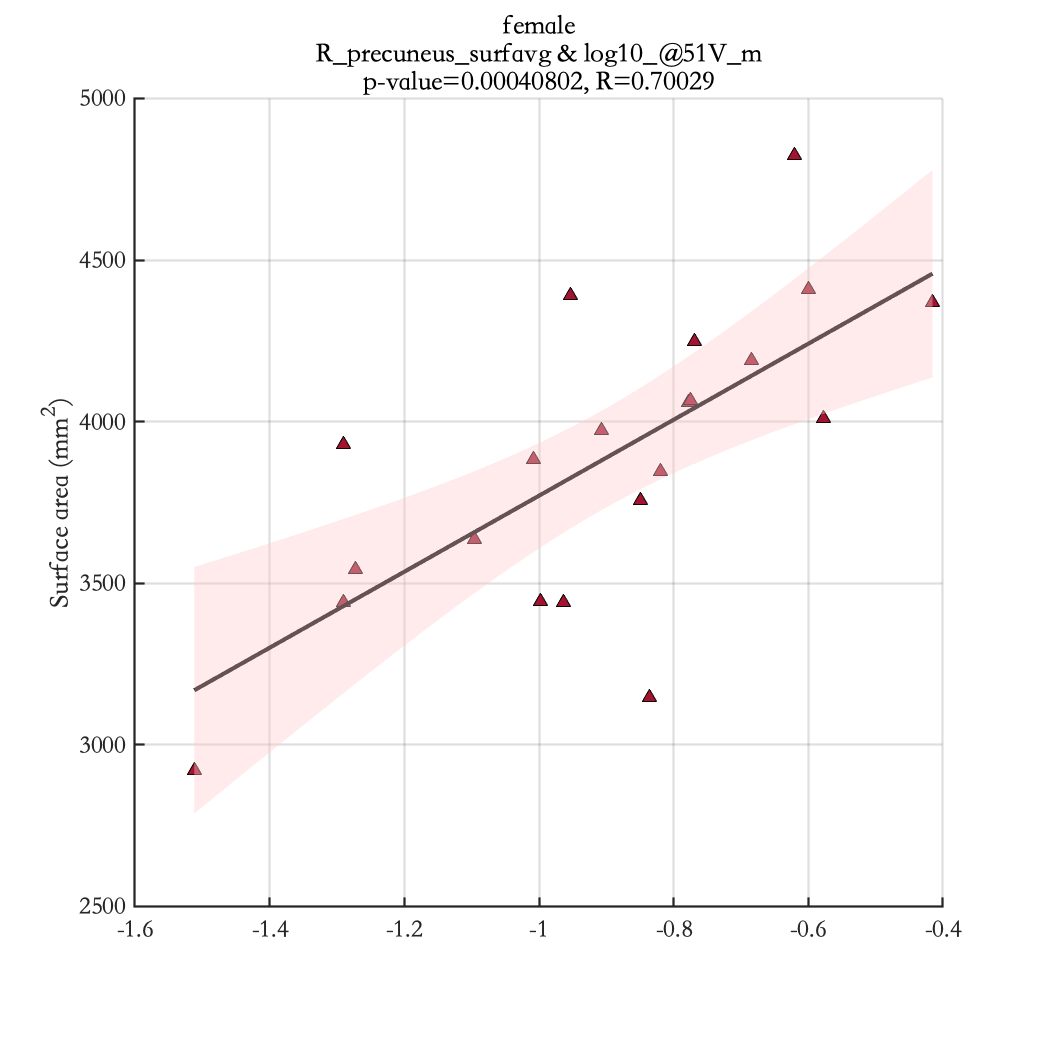 female
R_precuneus_surfavg & log10_@51V_m
p-value=0.00040802, R=0.70029
5000
4500
4000
3500
3000
2500
Surface area (mm²)
-1.6 -1.4 -1.2 -1 -0.8 -0.6 -0.4